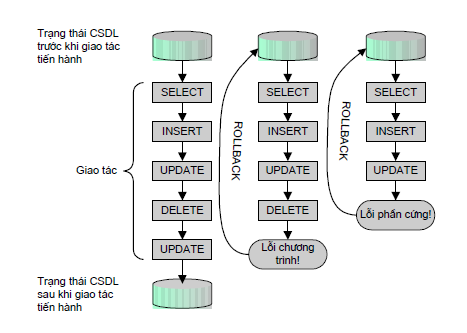 Trạng thái CSDL
trước khi giao tác
tiến hành
SELECT
INSERT
UPDATE
DELETE
UPDATE
Giao tác
Trạng thái CSDL
sau khi giao tác
tiến hành
SELECT
INSERT
UPDATE
DELETE
Lỗi chương
trình!
ROLLBACK
SELECT
INSERT
UPDATE
Lỗi phần cứng!
ROLLBACK